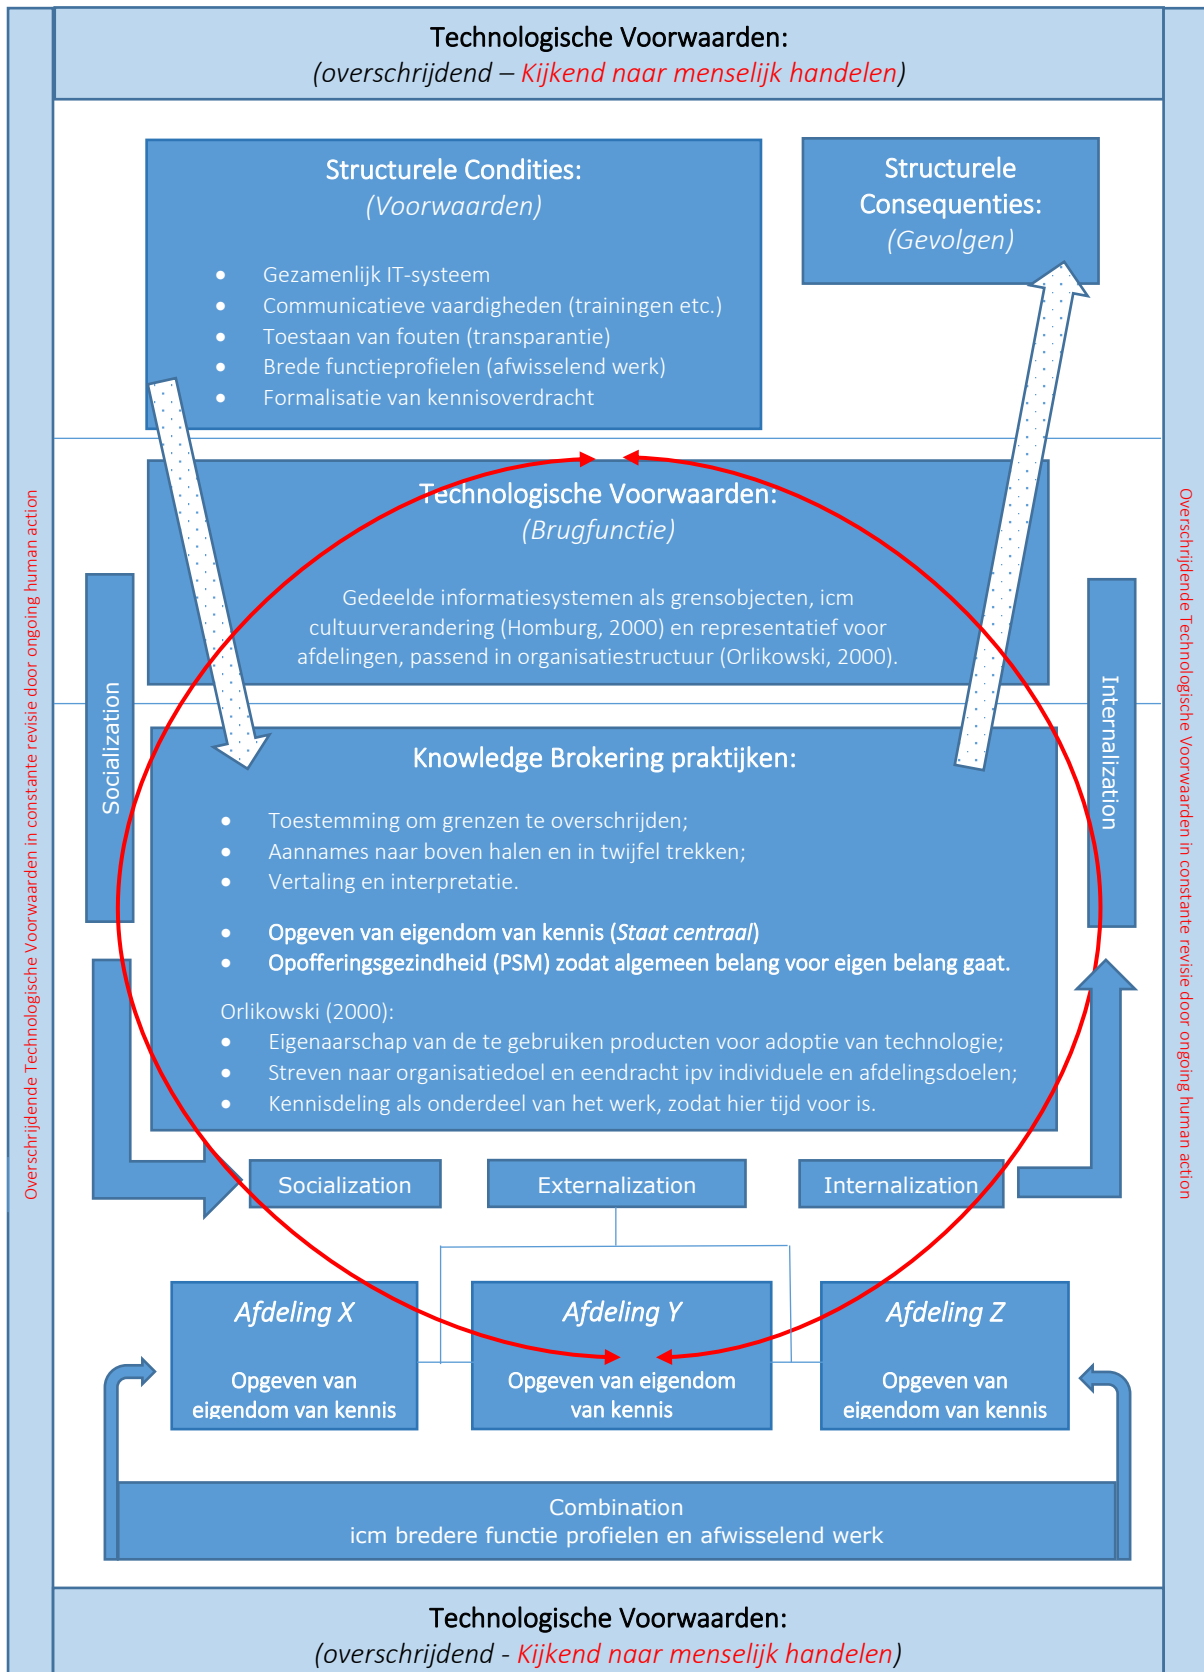 Technologische Voorwaarden:
(overschrijdend – Kijkend naar menselijk handelen)
Structurele Condities:
(Voorwaarden)
• Gezamenlijk IT-systeem
• Communicatieve vaardigheden (trainingen etc.)
• Toestaan van fouten (transparantie)
• Brede functieprofielen (afwisselend werk)
• Formalisatie van kennisoverdracht
Structurele
Consequenties:
(Gevolgen)
Technologische Voorwaarden:
(Brugfunctie)
Gedeelde informatiesystemen als grensobjecten, icm
cultuurverandering (Homburg, 2000) en representatief voor
afdelingen, passend in organisatiestructuur (Orlikowski, 2000).
Overschrijdende Technologische Voorwaarden in constante revisie door ongoing human action
Socialization
Internalization
Overschrijdende Technologische Voorwaarden in constante revisie door ongoing human action
Knowledge Brokering praktijken:
• Toestemming om grenzen te overschrijden;
• Aannames naar boven halen en in twijfel trekken;
• Vertaling en interpretatie.
• Opgeven van eigendom van kennis (Staat centraal)
• Opofferingsgezindheid (PSM) zodat algemeen belang voor eigen belang gaat.
Orlikowski (2000):
• Eigenaarschap van de te gebruiken producten voor adoptie van technologie;
• Streven naar organisatiedoel en eendracht ipv individuele en afdelingsdoelen;
• Kennisdeling als onderdeel van het werk, zodat hier tijd voor is.
Socialization
Externalization
Internalization
Afdeling X
Opgeven van
eigendom van kennis
Afdeling Y
Opgeven van eigendom
van kennis
Afdeling Z
Opgeven van
eigendom van kennis
Combination
icm bredere functie profielen en afwisselend werk
Technologische Voorwaarden:
(overschrijdend - Kijkend naar menselijk handelen)